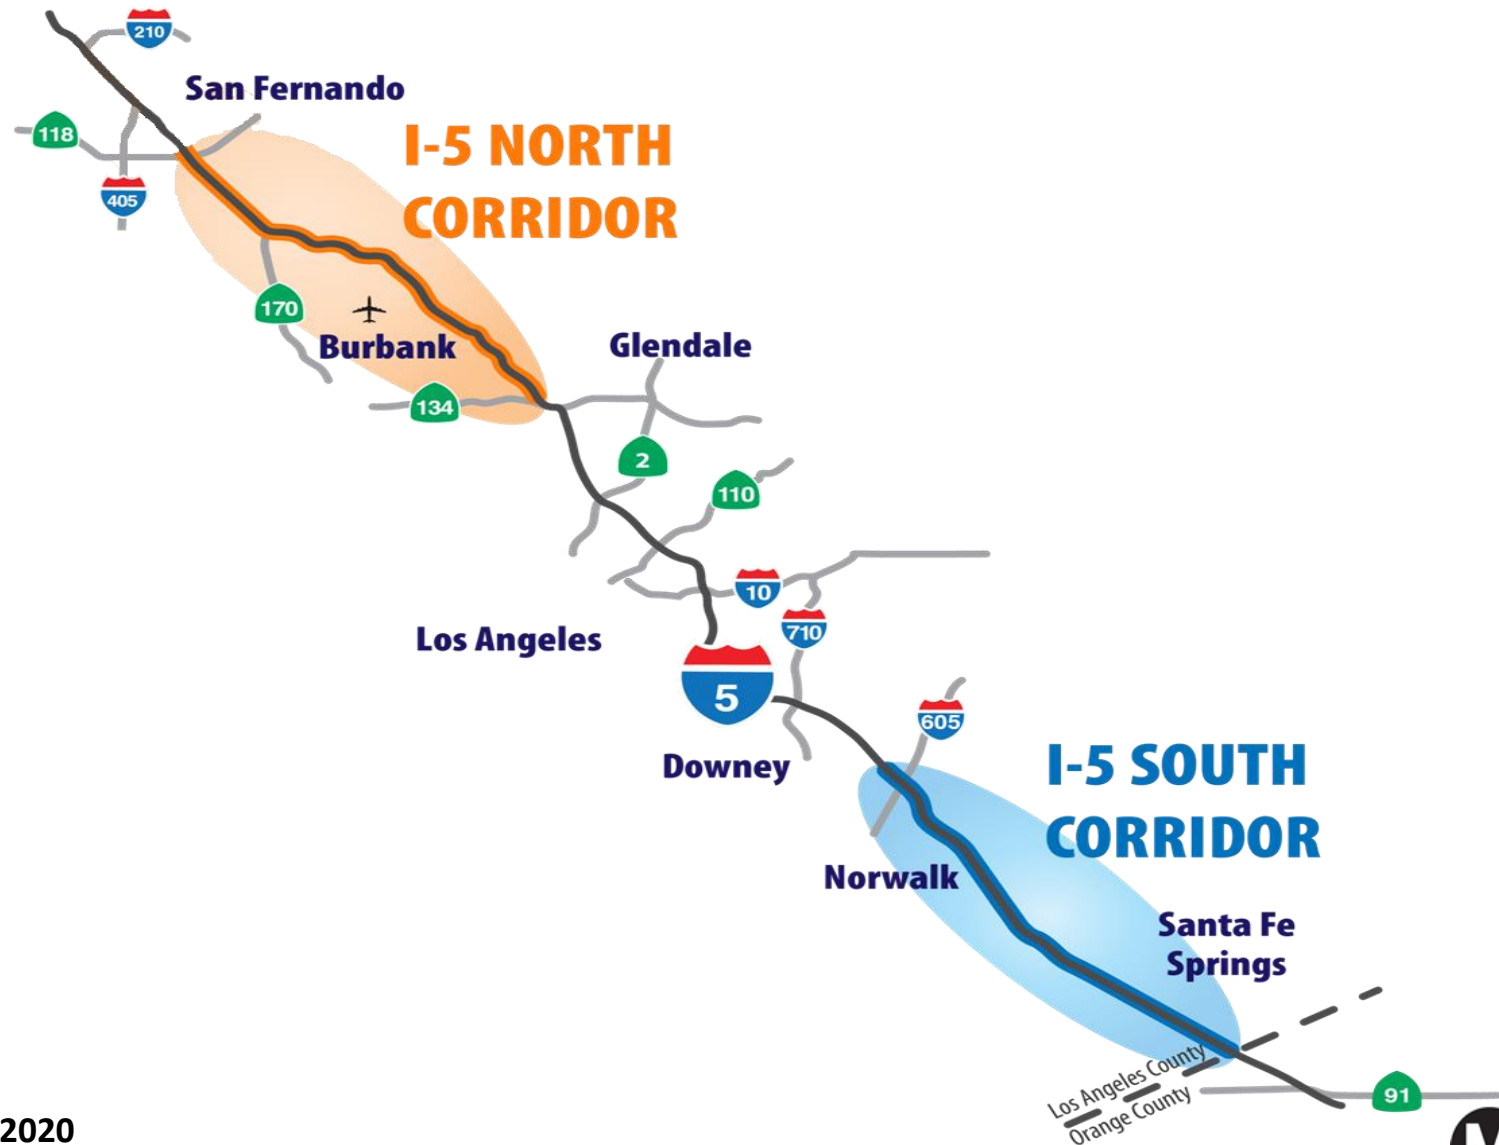 210
San Fernando
118
I-5 NORTH
CORRIDOR
405
170
Burbank
Glendale
134
2
110
10
Los Angeles
710
5
605
Downey
I-5 SOUTH
CORRIDOR
Norwalk
Santa Fe
Springs
Los Angeles County
Orange County
91
2020